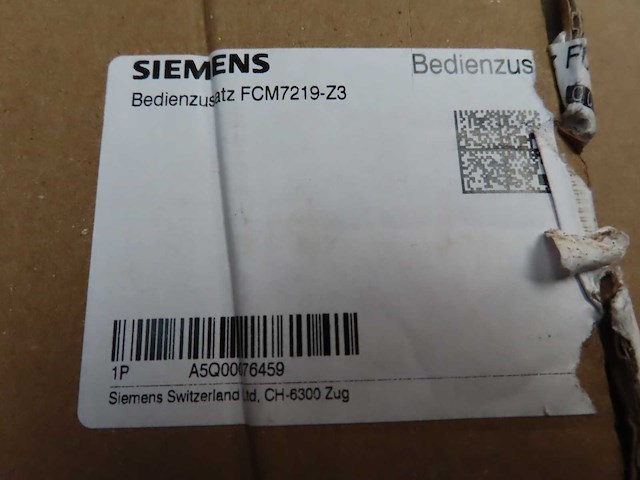 SIEMENS
Bedienzus
Bedienzusatz FCM7219-Z3
1P A5Q00076459
Siemens Switzerland Ltd, CH-6300 Zug